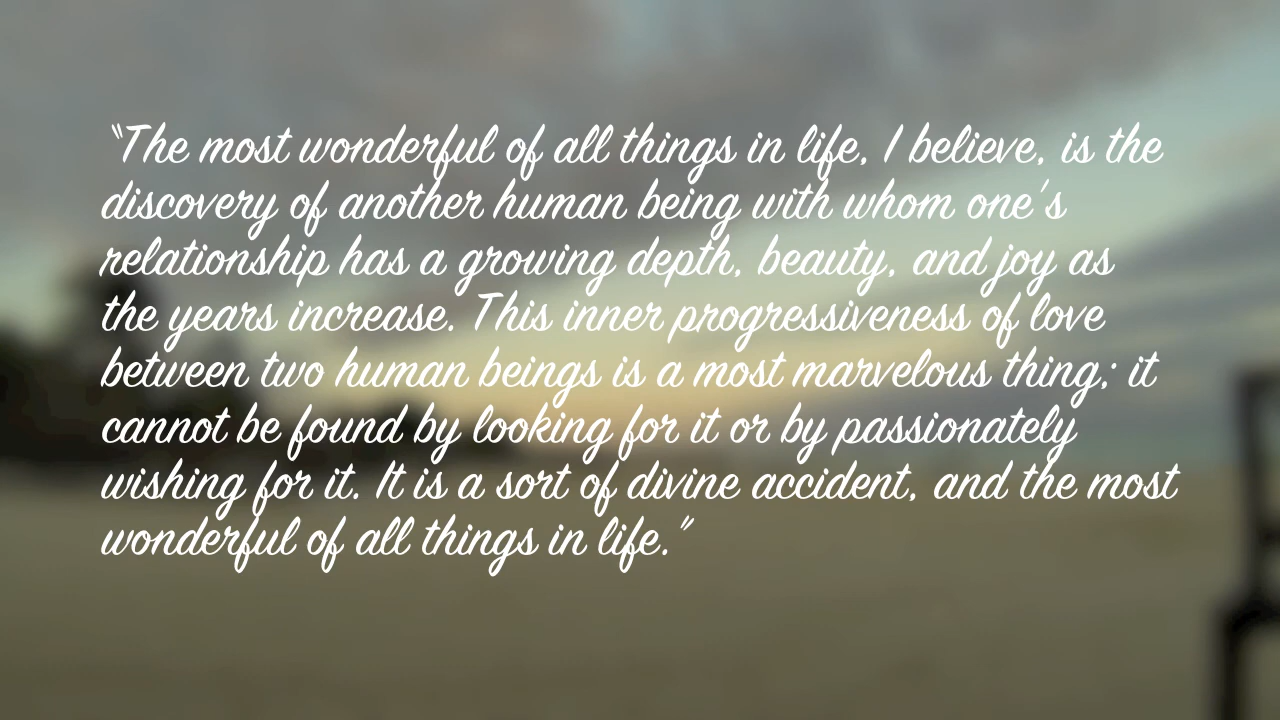 “The most wonderful of all things in life, I believe, is the
discovery of another human being with whom one's
relationship has a growing depth, beauty, and joy as
the years increase. This inner progressiveness of love
between two human beings is a most marvelous thing; it
cannot be found by looking for it or by passionately
wishing for it. It is a sort of divine accident, and the most
wonderful of all things in life.”